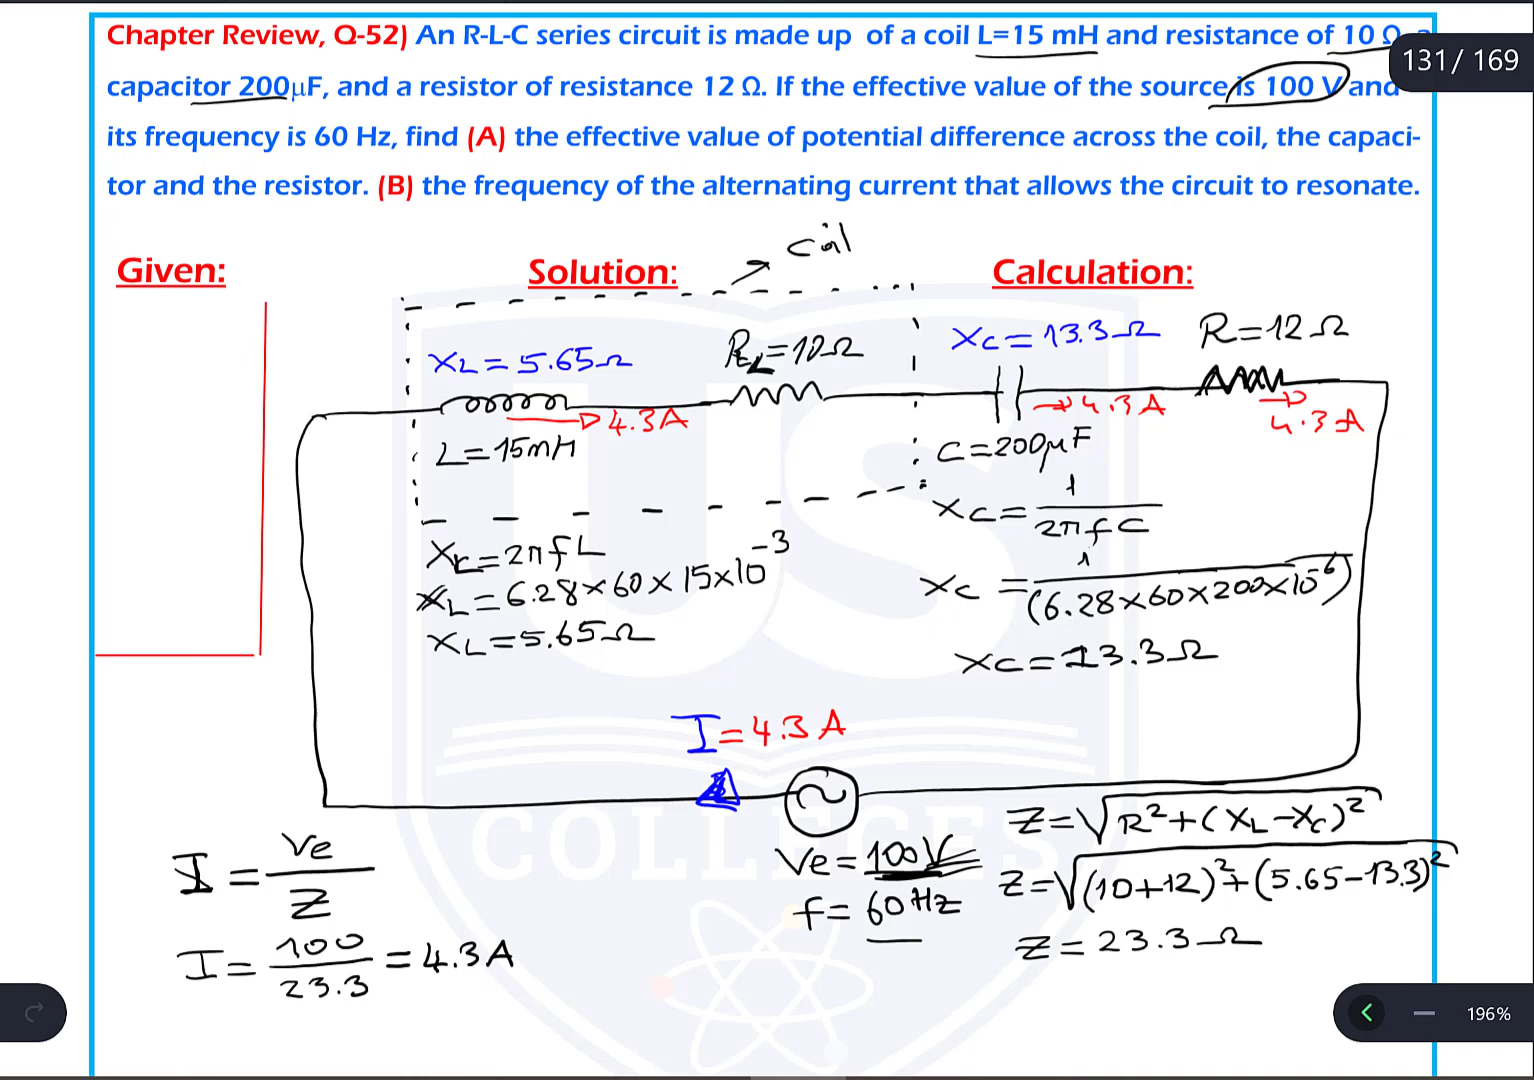 Chapter Review, Q-52) An R-L-C series circuit is made up of a coil L=15 mH and resistance of 10 Ω,
131/ 169
capacitor 200μF, and a resistor of resistance 12 Ω. If the effective value of the source is 100 V and
its frequency is 60 Hz, find (A) the effective value of potential difference across the coil, the capaci-
tor and the resistor. (B) the frequency of the alternating current that allows the circuit to resonate.
coil
Given:
Solution:
Calculation:
XL = 5.65Ω
RL=10Ω
XC = 13.3Ω
R=12Ω
4.3A
4.3 A
4.3 A
L=15mH
C=200μF
XL=2πfL
XL=6.28×60×15×10⁻³
XL=5.65Ω
XC=1/2πfC
XC=1/(6.28×60×200×10⁻⁶)
XC=13.3Ω
I=4.3 A
Ve=100V
f=60Hz
Z=√R²+(XL-XC)²
Z=√(10+12)²+(5.65-13.3)²
Z=23.3Ω
I=Ve/Z
I=100/23.3=4.3A
US
COLLEGES
196%